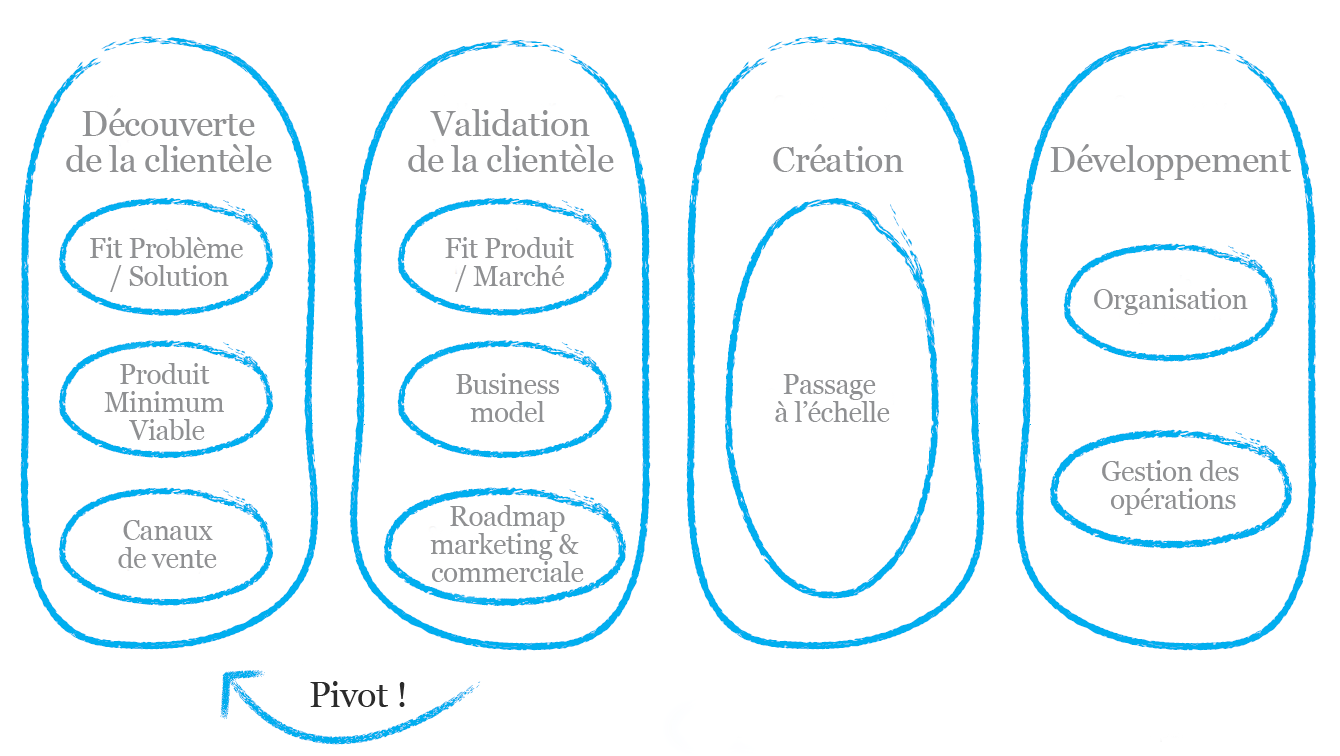 Découverte
de la clientèle
Fit Problème
/ Solution
Produit
Minimum
Viable
Canaux
de vente
Validation
de la clientèle
Fit Produit
/ Marché
Business
model
Roadmap
marketing &
commerciale
Création
Passage
à l’échelle
Développement
Organisation
Gestion des
opérations
Pivot !